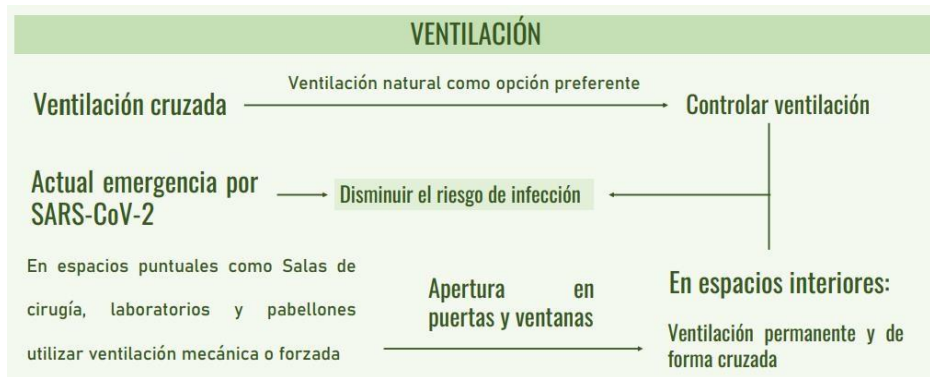 VENTILACIÓN
Ventilación natural como opción preferente
Ventilación cruzada
Controlar ventilación
Actual emergencia por
SARS-CoV-2
Disminuir el riesgo de infección
En espacios puntuales como Salas de
cirugía, laboratorios y pabellones
utilizar ventilación mecánica o forzada
Apertura en
puertas y ventanas
En espacios interiores:
Ventilación permanente y de
forma cruzada